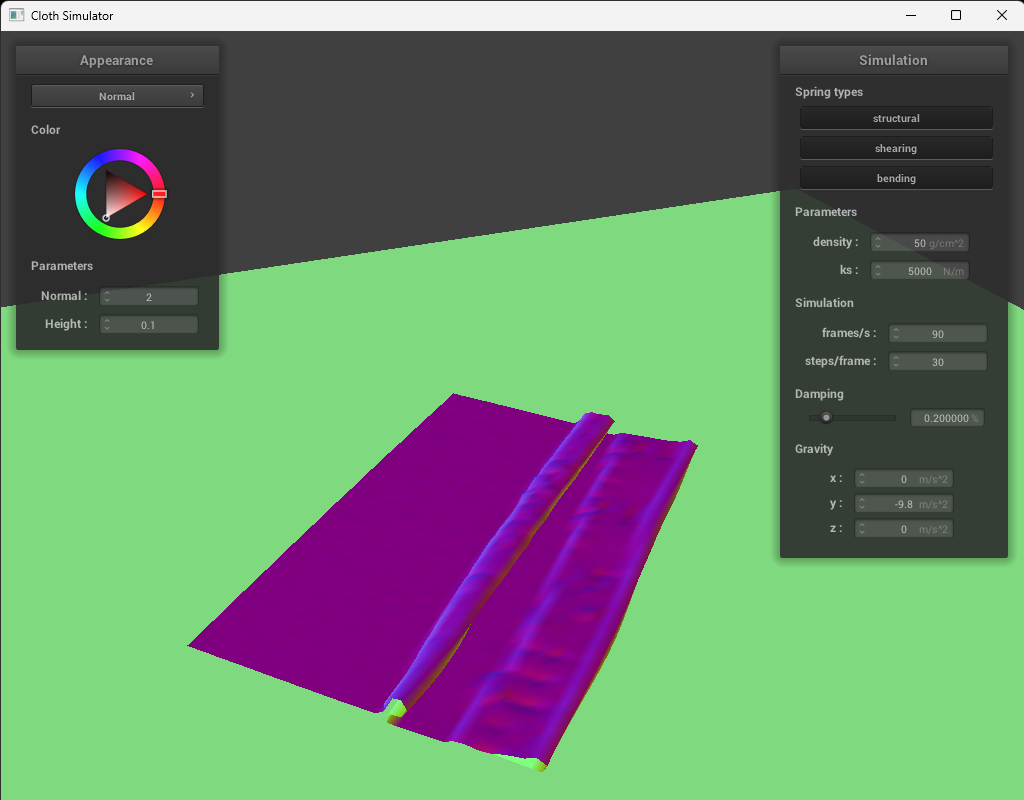 Cloth Simulator
Appearance
Normal
Color
Parameters
Normal : 2
Height : 0.1
Simulation
Spring types
structural
shearing
bending
Parameters
density : 50 g/cm^2
ks : 5000 N/m
Simulation
frames/s : 90
steps/frame : 30
Damping
0.200000 %
Gravity
x : 0 m/s^2
y : -9.8 m/s^2
z : 0 m/s^2